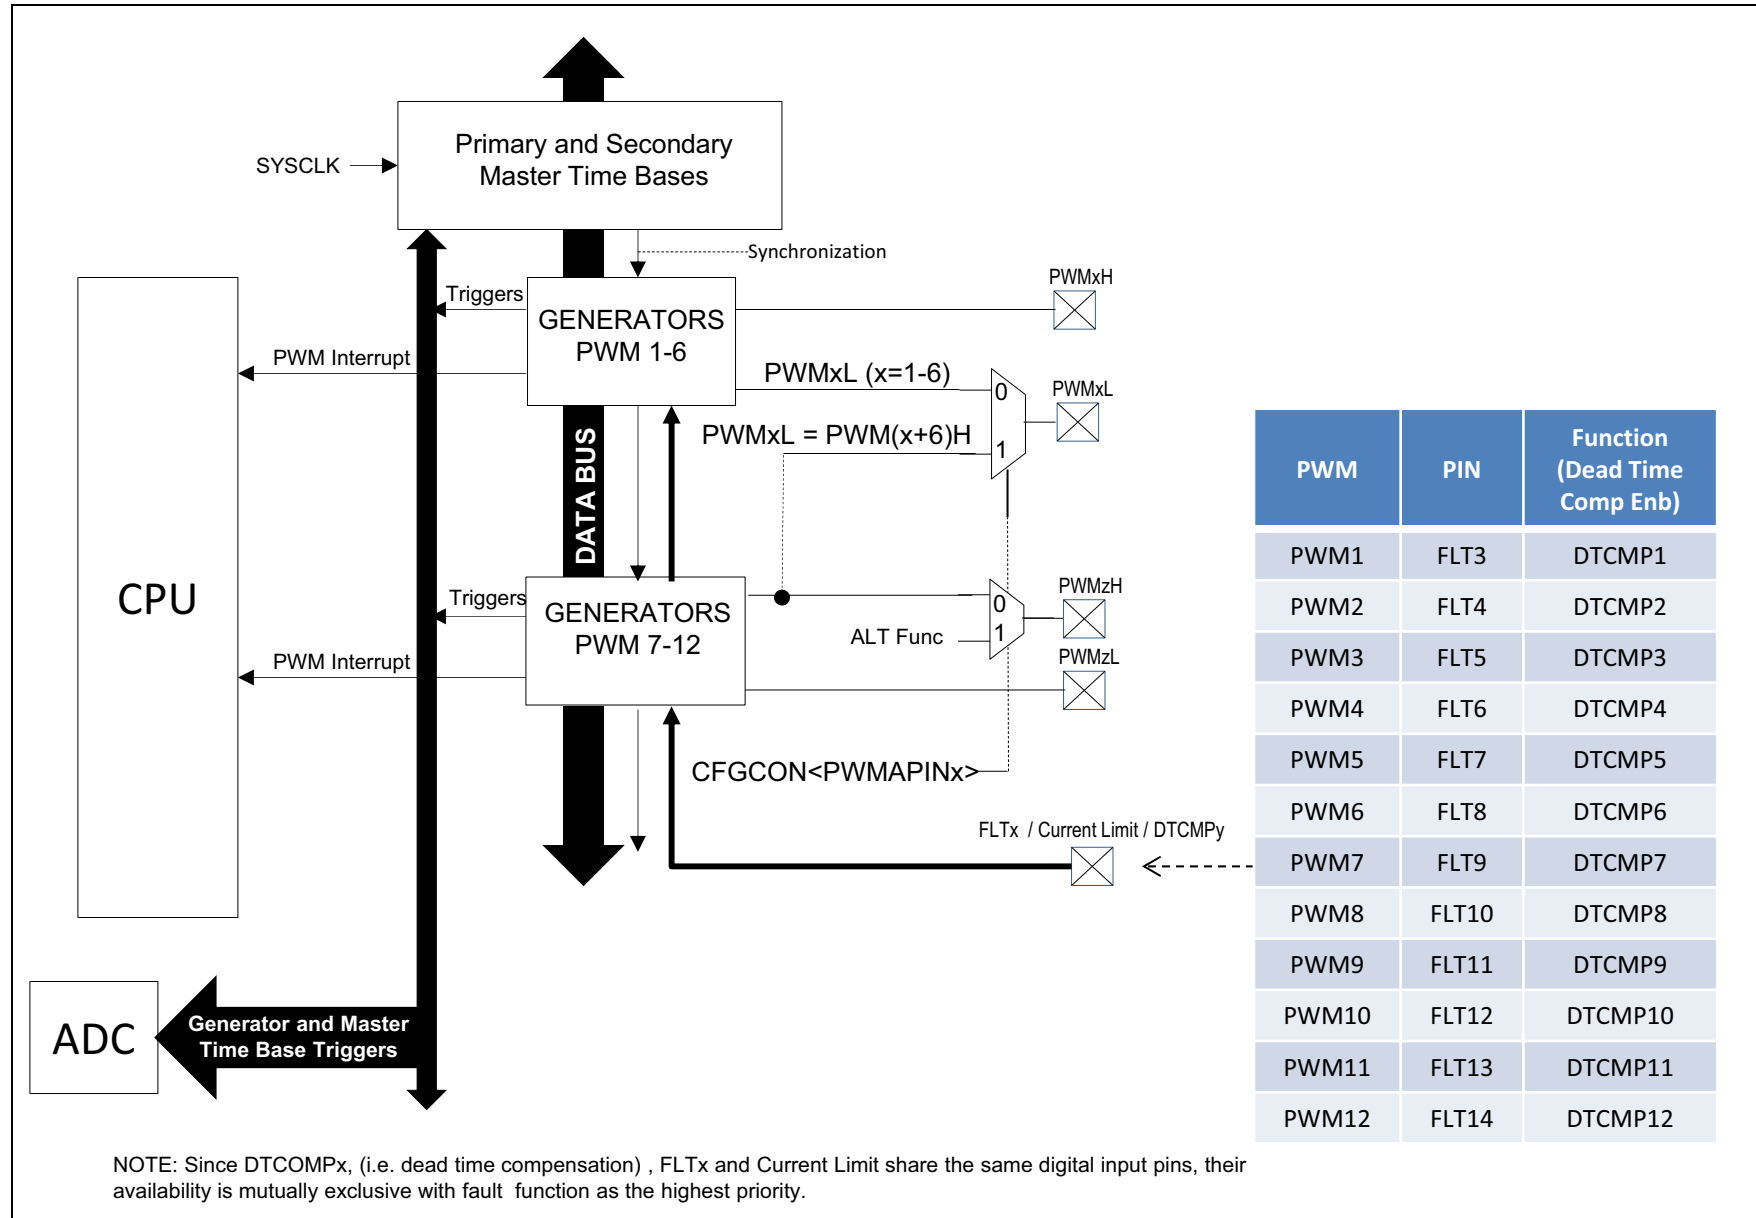 Primary and Secondary
Master Time Bases
SYSCLK
Synchronization
Triggers
GENERATORS
PWM 1-6
PWMxH
PWM Interrupt
PWMxL (x=1-6)
0
PWMxL
PWMxL = PWM(x+6)H
1
DATA BUS
CPU
Triggers
GENERATORS
PWM 7-12
0
PWMzH
ALT Func
1
PWM Interrupt
PWMzL
CFGCON<PWMAPINx>
FLTx / Current Limit / DTCMPy
ADC
Generator and Master
Time Base Triggers
PWM PIN Function
(Dead Time
Comp Enb)
PWM1 FLT3 DTCMP1
PWM2 FLT4 DTCMP2
PWM3 FLT5 DTCMP3
PWM4 FLT6 DTCMP4
PWM5 FLT7 DTCMP5
PWM6 FLT8 DTCMP6
PWM7 FLT9 DTCMP7
PWM8 FLT10 DTCMP8
PWM9 FLT11 DTCMP9
PWM10 FLT12 DTCMP10
PWM11 FLT13 DTCMP11
PWM12 FLT14 DTCMP12
NOTE: Since DTCOMPx, (i.e. dead time compensation) , FLTx and Current Limit share the same digital input pins, their
availability is mutually exclusive with fault function as the highest priority.